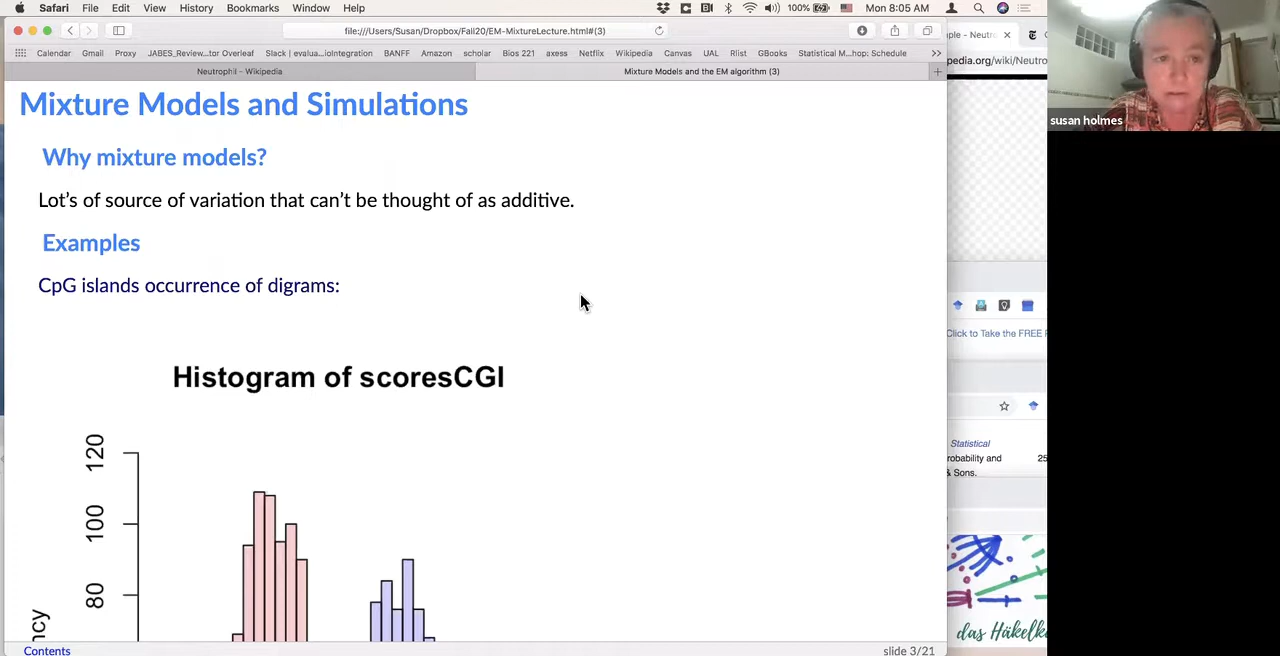 Safari File Edit View History Bookmarks Window Help 100% Mon 8:05 AM
file:///Users/Susan/Dropbox/Fall20/EM-MixtureLecture.html#(3)
Calendar Gmail Proxy JABES_Review...tor Overleaf Slack | evalua...iointegration BANFF Amazon scholar Bios 221 axess Netflix Wikipedia Canvas UAL Rlist GBooks Statistical M...hop: Schedule
Neutrophil - Wikipedia Mixture Models and the EM algorithm (3)
pedia.org/wiki/Neutro
susan holmes
Mixture Models and Simulations
Why mixture models?
Lot's of source of variation that can't be thought of as additive.
Examples
CpG islands occurrence of digrams:
Click to Take the FREE
Histogram of scoresCGI
120
100
80
ncy
Statistical
robability and 25
& Sons.
das Häkelk
Contents slide 3/21